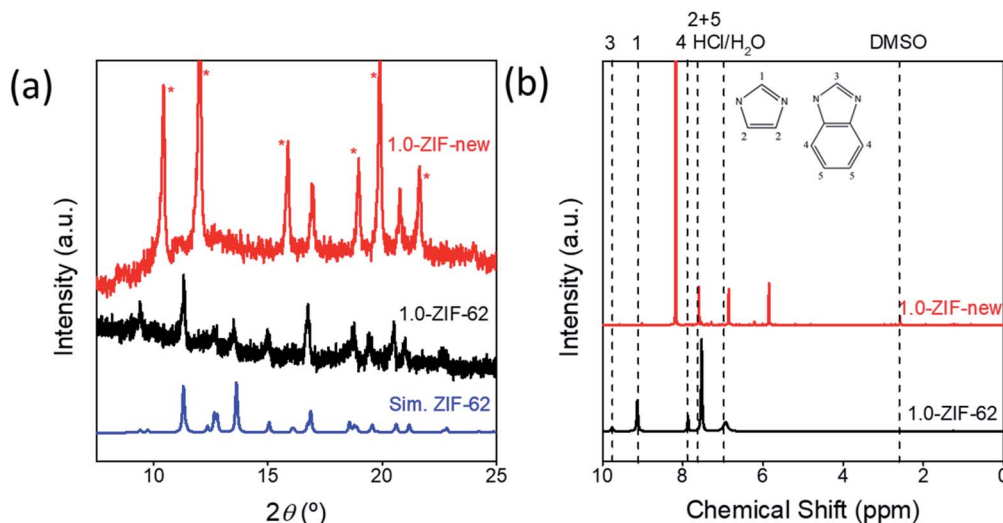 (a)
Intensity (a.u.)
*
*
*
*
*
*
1.0-ZIF-new
1.0-ZIF-62
Sim. ZIF-62
10
15
20
25
2θ (º)
(b)
2+5
3
1
4
HCl/H₂O
DMSO
Intensity (a.u.)
1
N
N
2
2
3
N
N
4
4
5
5
1.0-ZIF-new
1.0-ZIF-62
10
8
6
4
2
0
Chemical Shift (ppm)